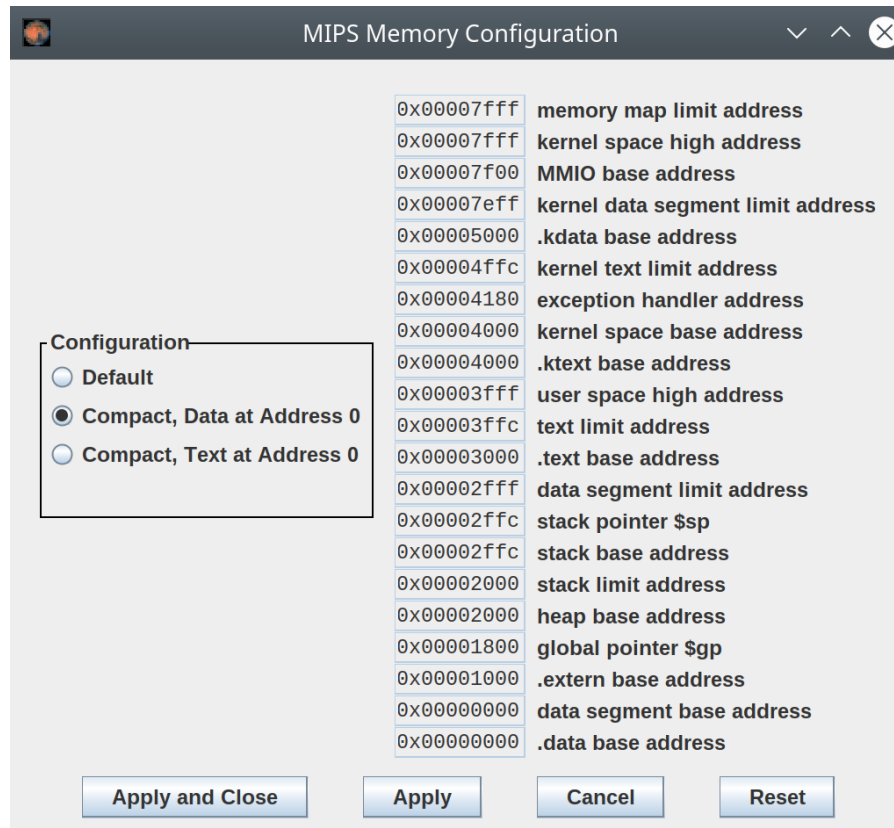 MIPS Memory Configuration
0x00007fff memory map limit address
0x00007fff kernel space high address
0x00007f00 MMIO base address
0x00007eff kernel data segment limit address
0x00005000 .kdata base address
0x00004ffc kernel text limit address
0x00004180 exception handler address
0x00004000 kernel space base address
0x00004000 .ktext base address
0x00003fff user space high address
0x00003ffc text limit address
0x00003000 .text base address
0x00002fff data segment limit address
0x00002ffc stack pointer $sp
0x00002ffc stack base address
0x00002000 stack limit address
0x00002000 heap base address
0x00001800 global pointer $gp
0x00001000 .extern base address
0x00000000 data segment base address
0x00000000 .data base address
Configuration
Default
Compact, Data at Address 0
Compact, Text at Address 0
Apply and Close Apply Cancel Reset